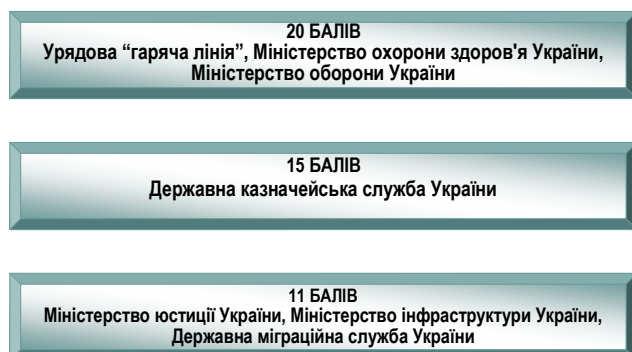 20 БАЛІВ
Урядова “гаряча лінія”, Міністерство охорони здоров'я України,
Міністерство оборони України
15 БАЛІВ
Державна казначейська служба України
11 БАЛІВ
Міністерство юстиції України, Міністерство інфраструктури України,
Державна міграційна служба України